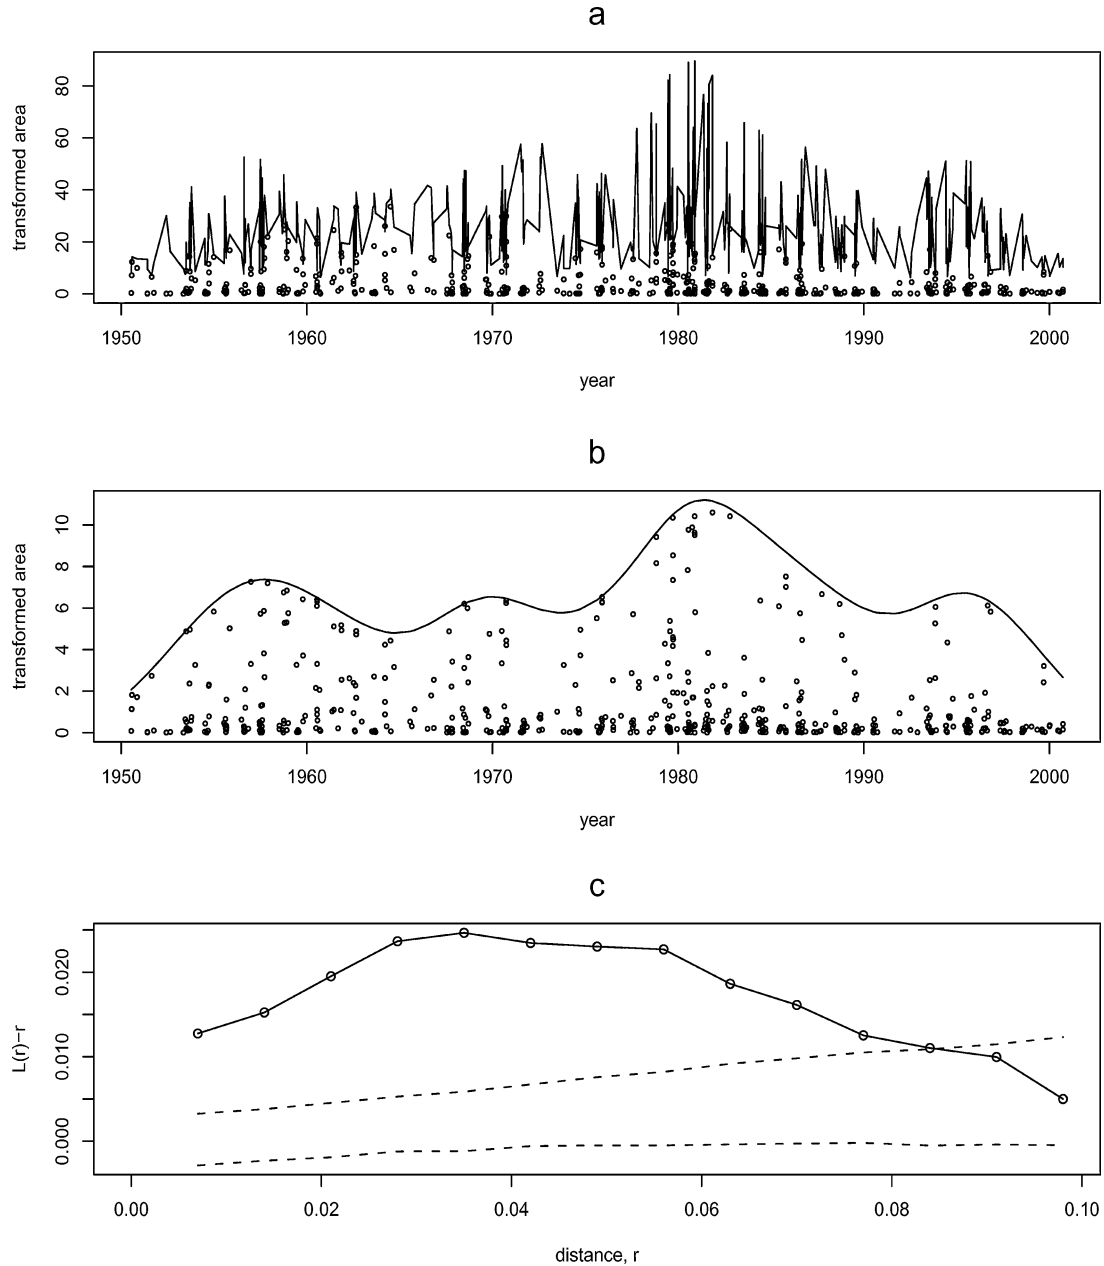 a
transformed area
0 20 40 60 80
1950 1960 1970 1980 1990 2000
year
b
transformed area
0 2 4 6 8 10
1950 1960 1970 1980 1990 2000
year
c
L(r)−r
0.000 0.010 0.020
0.00 0.02 0.04 0.06 0.08 0.10
distance, r